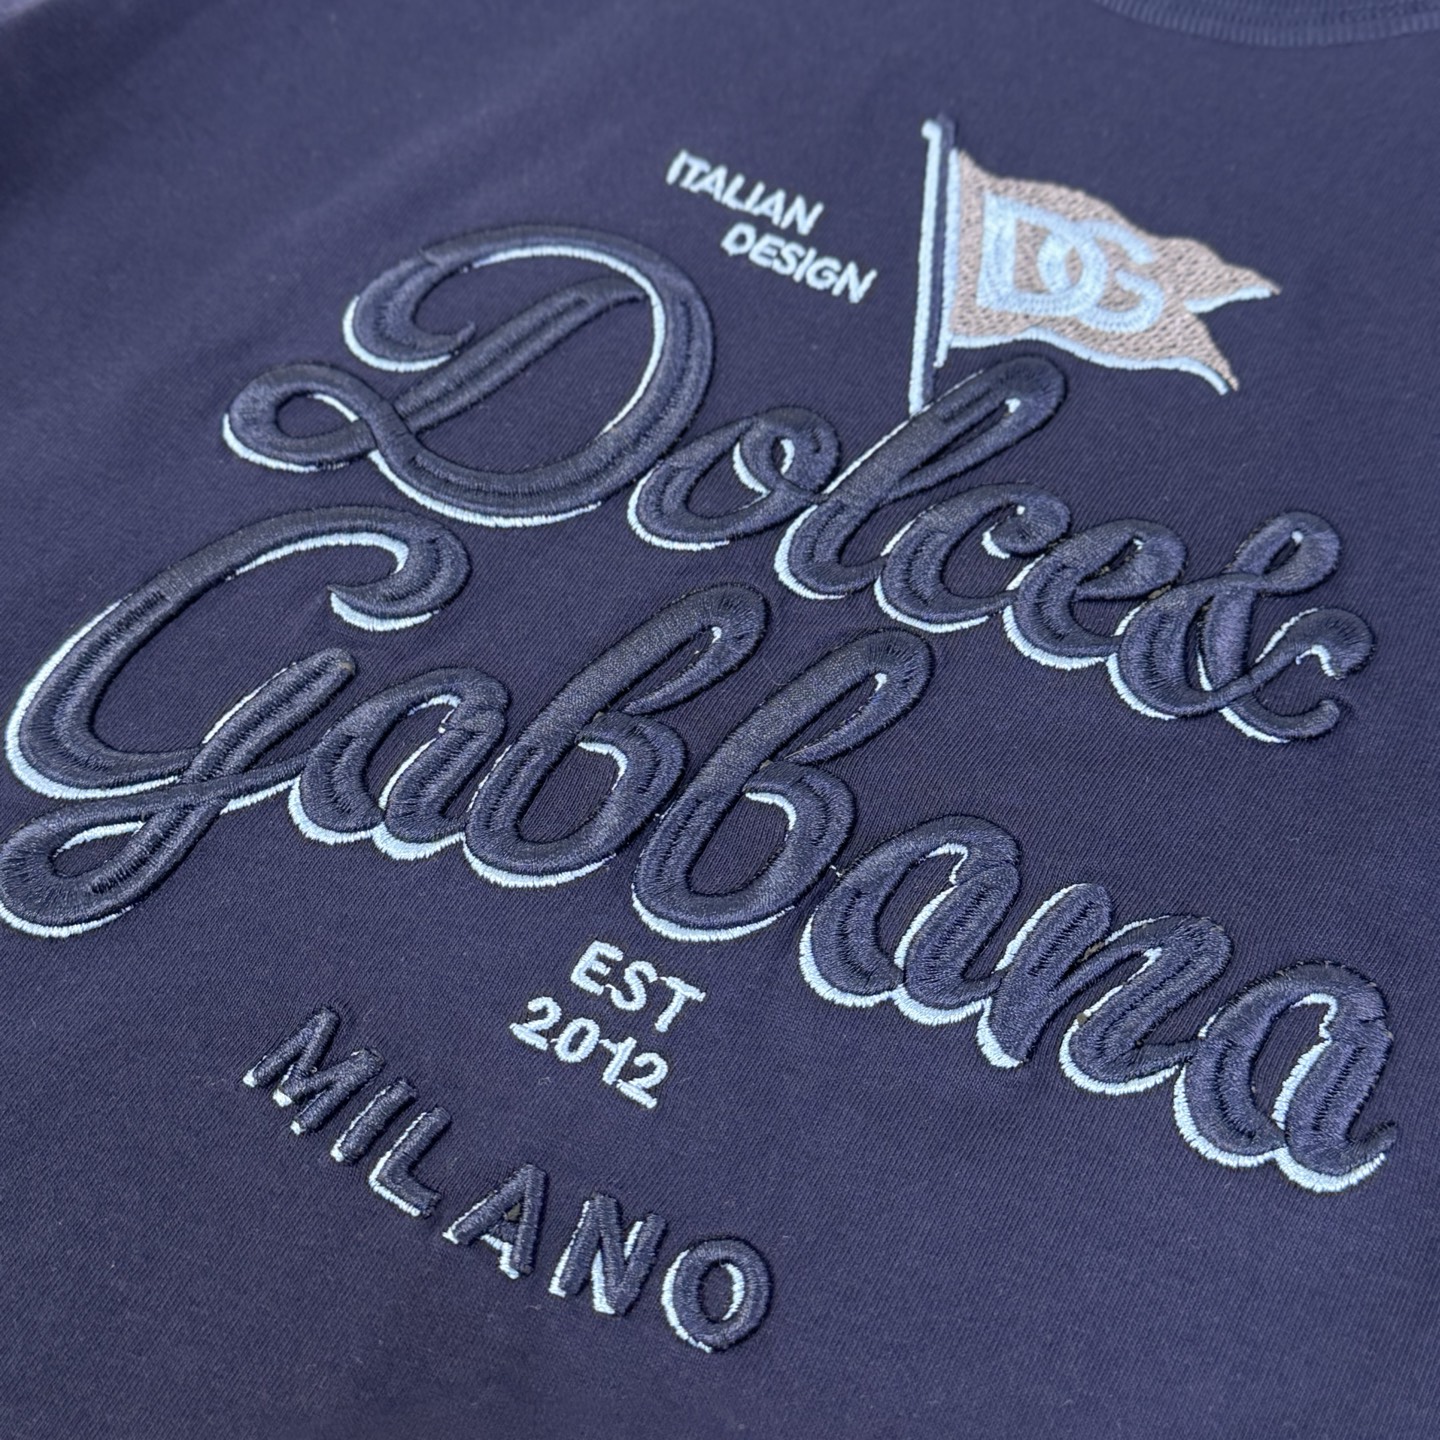 ITALIAN
DESIGN
DG
Dolce&
Gabbana
EST
2012
MILANO